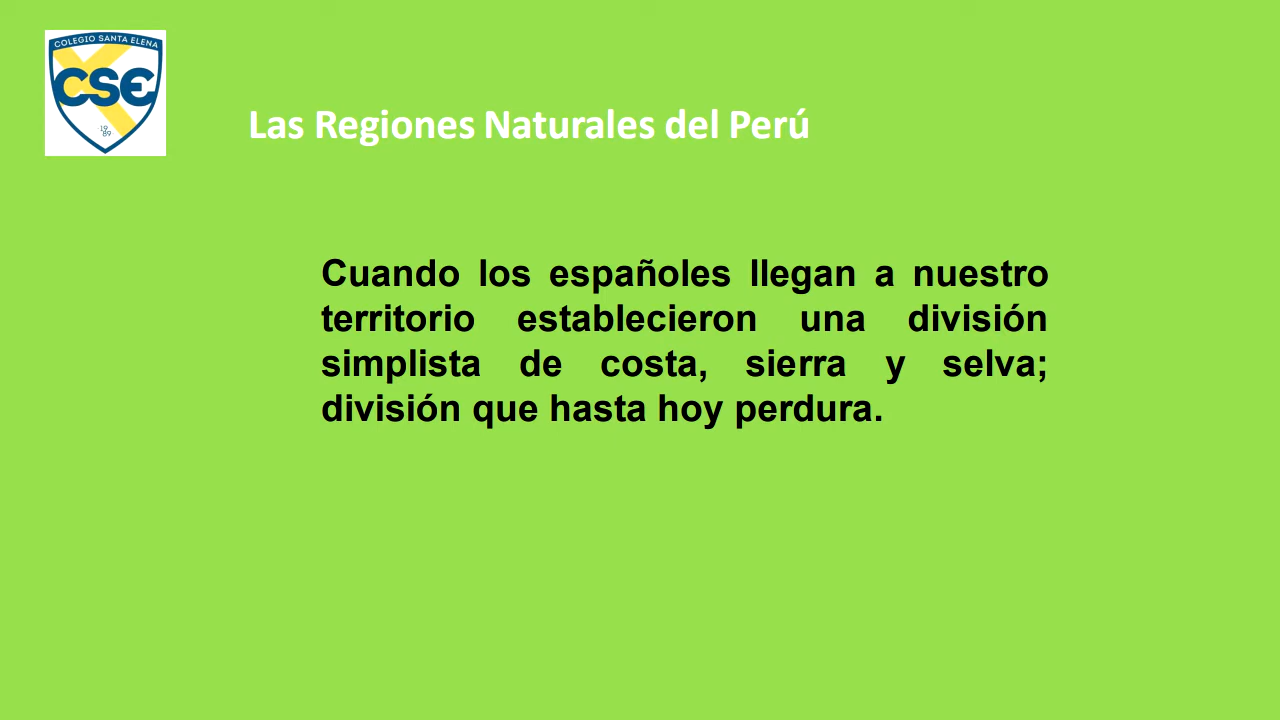 COLEGIO SANTA ELENA
CSE
19
89
Las Regiones Naturales del Perú
Cuando los españoles llegan a nuestro
territorio establecieron una división
simplista de costa, sierra y selva;
división que hasta hoy perdura.